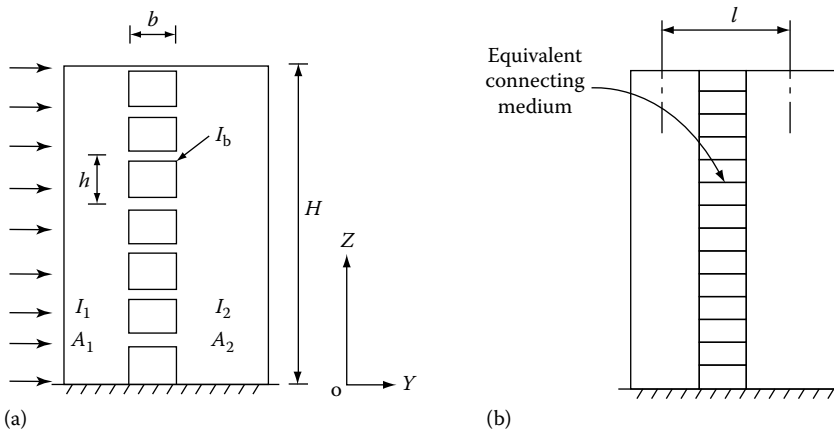 b
h
I_b
H
I_1
A_1
I_2
A_2
Z
o
Y
(a)
l
Equivalent
connecting
medium
(b)